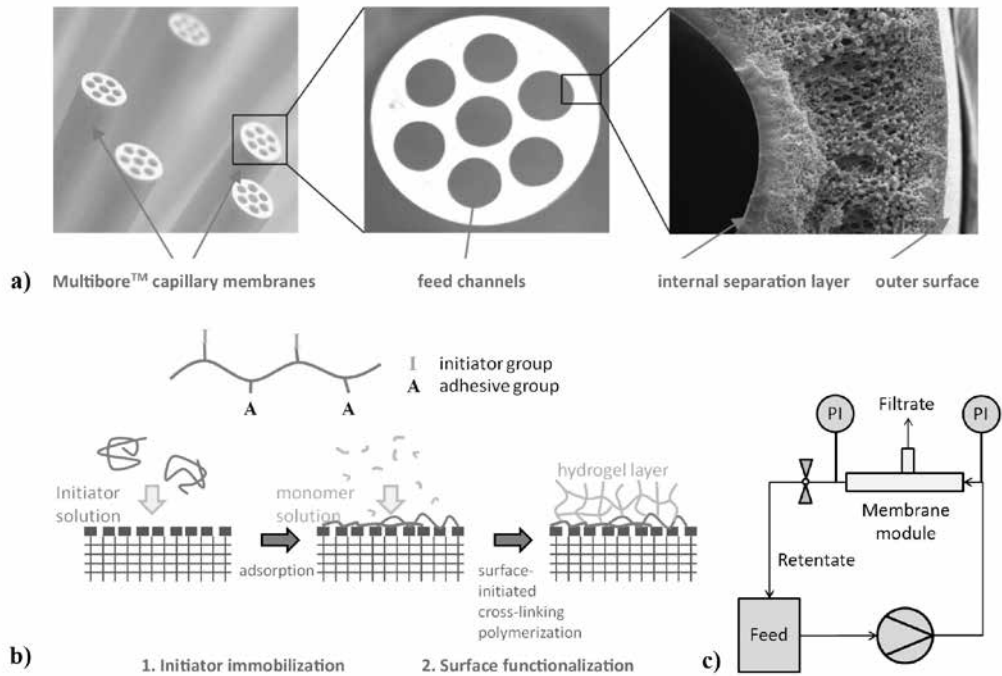 Multibore™ capillary membranes
feed channels
internal separation layer
outer surface
a)
I initiator group
A adhesive group
A
A
Initiator
solution
adsorption
monomer
solution
surface-
initiated
cross-linking
polymerization
hydrogel layer
b)
1. Initiator immobilization
2. Surface functionalization
PI
Filtrate
PI
Membrane
module
Retentate
Feed
c)